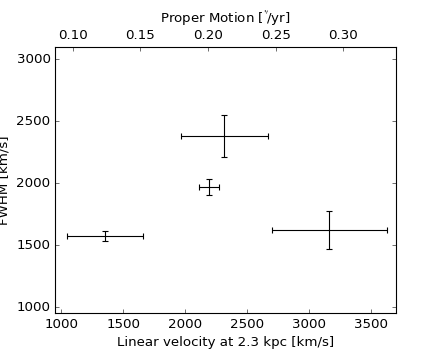 Proper Motion ["/yr]
0.10 0.15 0.20 0.25 0.30
3000
2500
2000
1500
1000
FWHM [km/s]
1000 1500 2000 2500 3000 3500
Linear velocity at 2.3 kpc [km/s]